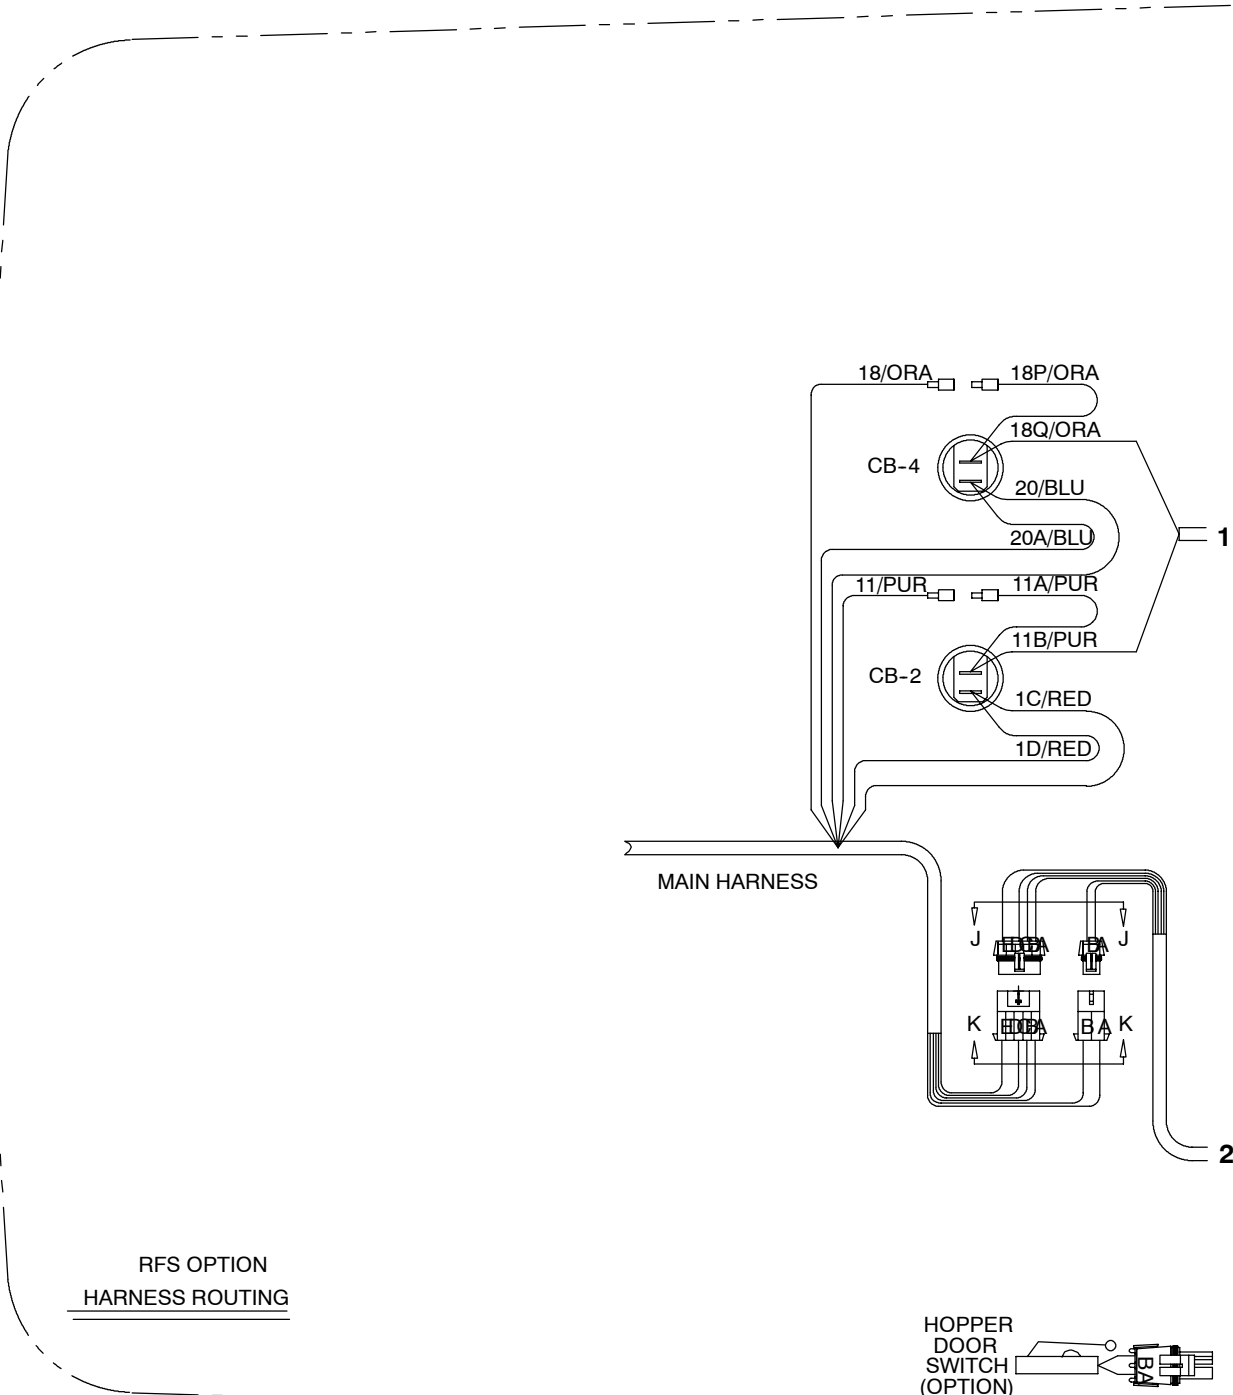 18/ORA 18P/ORA
18Q/ORA
CB-4
20/BLU
20A/BLU
1
11/PUR 11A/PUR
11B/PUR
CB-2
1C/RED
1D/RED
MAIN HARNESS
J J
E D C B A B A
K K
E D C B A B A
2
RFS OPTION
HARNESS ROUTING
HOPPER
DOOR
SWITCH
(OPTION)
B A